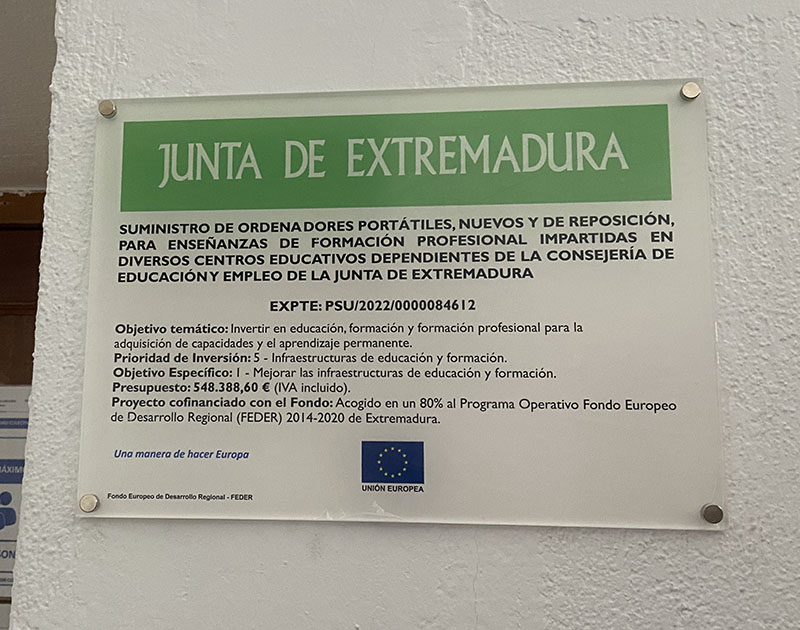 JUNTA DE EXTREMADURA
SUMINISTRO DE ORDENADORES PORTÁTILES, NUEVOS Y DE REPOSICIÓN,
PARA ENSEÑANZAS DE FORMACIÓN PROFESIONAL IMPARTIDAS EN
DIVERSOS CENTROS EDUCATIVOS DEPENDIENTES DE LA CONSEJERÍA DE
EDUCACIÓN Y EMPLEO DE LA JUNTA DE EXTREMADURA
EXPTE: PSU/2022/0000084612
Objetivo temático: Invertir en educación, formación y formación profesional para la
adquisición de capacidades y el aprendizaje permanente.
Prioridad de Inversión: 5 - Infraestructuras de educación y formación.
Objetivo Específico: 1 - Mejorar las infraestructuras de educación y formación.
Presupuesto: 548.388,60 € (IVA incluido).
Proyecto cofinanciado con el Fondo: Acogido en un 80% al Programa Operativo Fondo Europeo
de Desarrollo Regional (FEDER) 2014-2020 de Extremadura.
Una manera de hacer Europa
UNIÓN EUROPEA
Fondo Europeo de Desarrollo Regional - FEDER